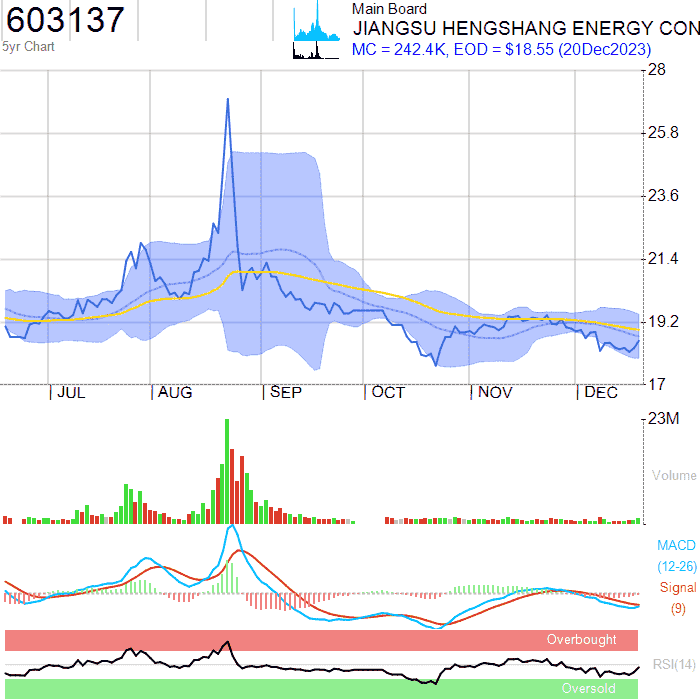 603137
5yr Chart
Main Board
JIANGSU HENGSHANG ENERGY CON
MC = 242.4K, EOD = $18.55 (20Dec2023)
28
25.8
23.6
21.4
19.2
17
JUL AUG SEP OCT NOV DEC
23M
Volume
MACD
(12-26)
Signal
(9)
Overbought
RSI(14)
Oversold